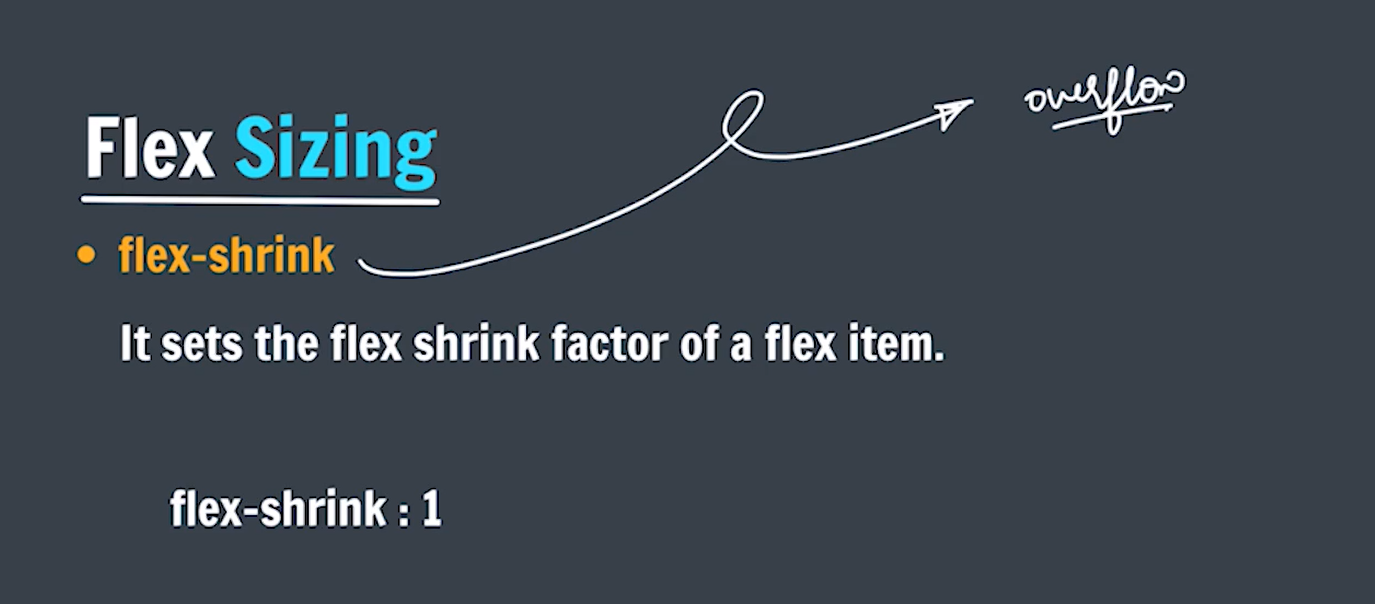 overflow
Flex Sizing
• flex-shrink
It sets the flex shrink factor of a flex item.
flex-shrink : 1